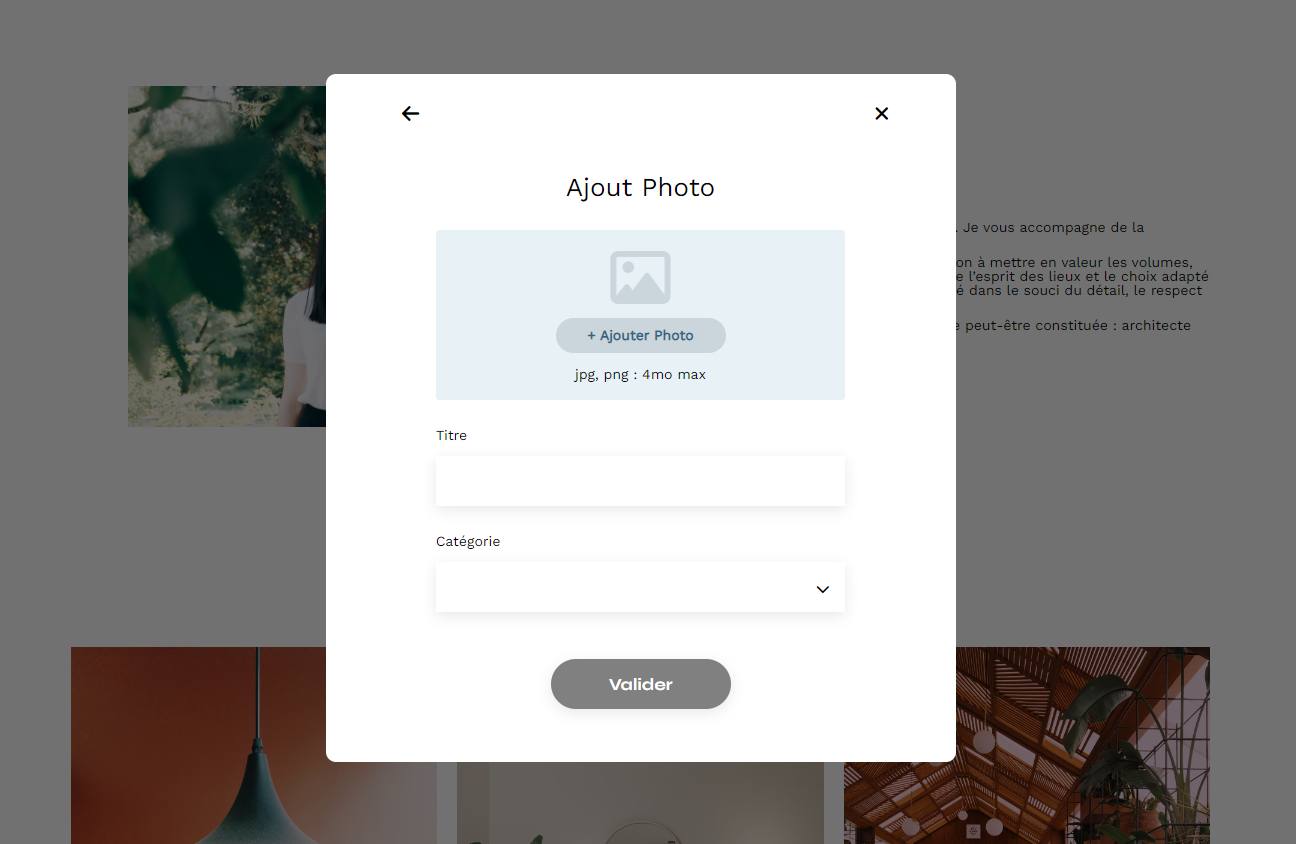 Ajout Photo
. Je vous accompagne de la
on à mettre en valeur les volumes,
e l'esprit des lieux et le choix adapté
é dans le souci du détail, le respect
e peut-être constituée : architecte
+ Ajouter Photo
jpg, png : 4mo max
Titre
Catégorie
Valider